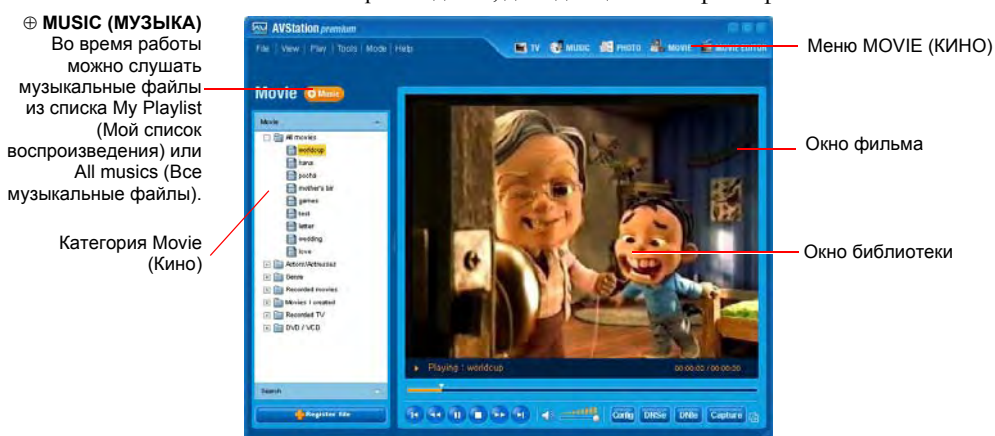 ⊕ MUSIC (МУЗЫКА)
Во время работы
можно слушать
музыкальные файлы
из списка My Playlist
(Мой список
воспроизведения) или
All musics (Все
музыкальные файлы).
Категория Movie
(Кино)
AVStation premium
File View Play Tools Mode Help
TV MUSIC PHOTO MOVIE MOVIE EDITOR
Movie Music
Movie
All movies
worldcup
hana
pooha
mother's bir
games
test
letter
wedding
love
Actors/Actresses
Genre
Recorded movies
Movies I created
Recorded TV
DVD / VCD
Search
Register file
Playing : worldcup
00:00:02 / 00:00:20
Config DNSe DNIe Capture
Меню MOVIE (КИНО)
Окно фильма
Окно библиотеки